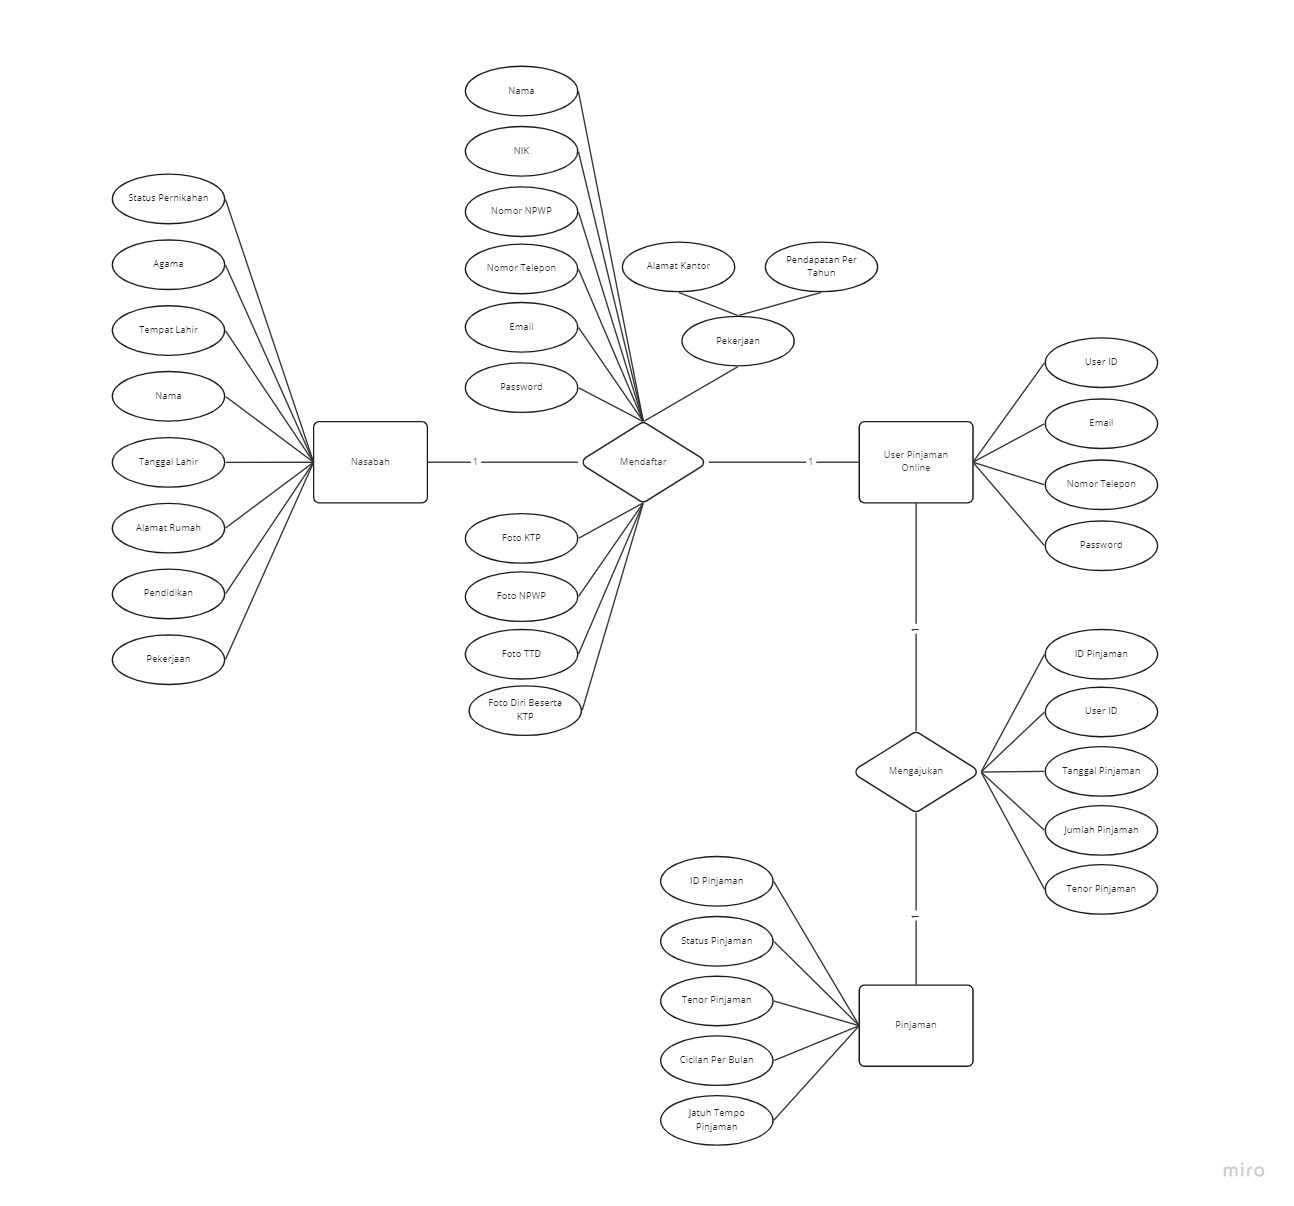 Status Pernikahan
Agama
Tempat Lahir
Nama
Tanggal Lahir
Alamat Rumah
Pendidikan
Pekerjaan
Nasabah
1
Nama
NIK
Nomor NPWP
Nomor Telepon
Email
Password
Alamat Kantor
Pendapatan Per
Tahun
Pekerjaan
Mendaftar
Foto KTP
Foto NPWP
Foto TTD
Foto Diri Beserta
KTP
1
User Pinjaman
Online
User ID
Email
Nomor Telepon
Password
1
Mengajukan
ID Pinjaman
User ID
Tanggal Pinjaman
Jumlah Pinjaman
Tenor Pinjaman
1
ID Pinjaman
Status Pinjaman
Tenor Pinjaman
Cicilan Per Bulan
Jatuh Tempo
Pinjaman
Pinjaman
miro